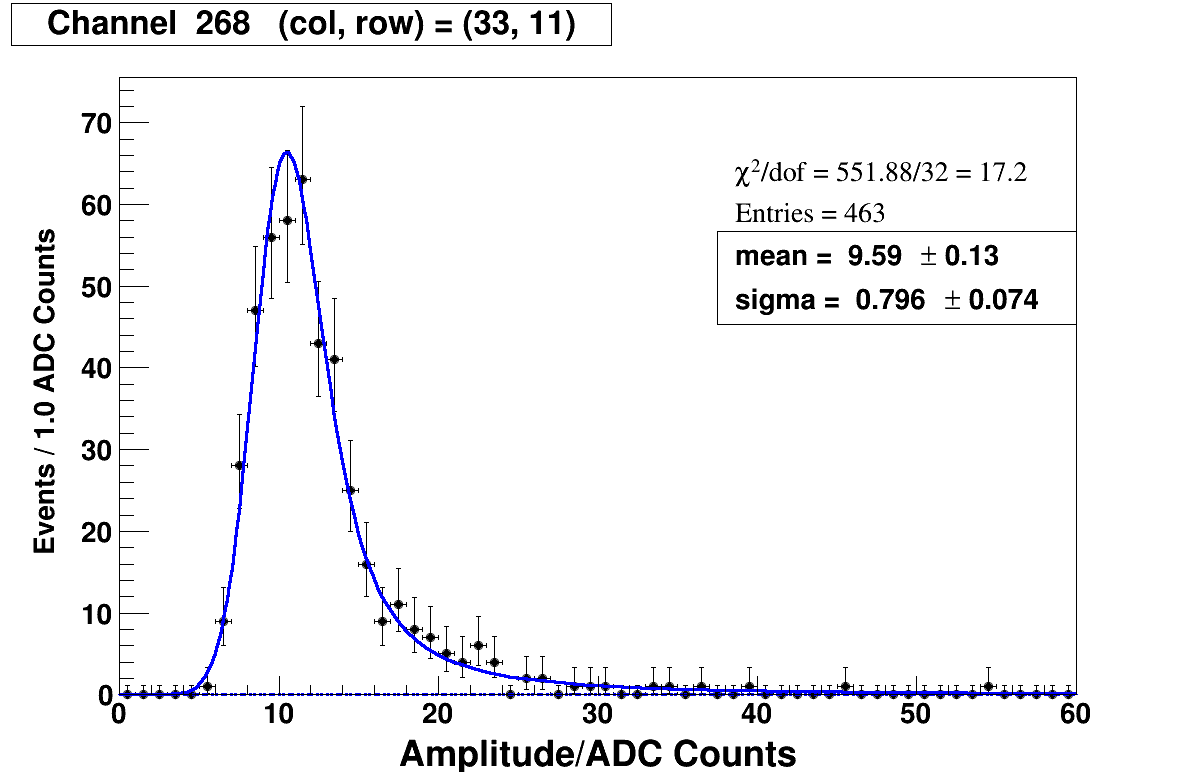 Channel 268 (col, row) = (33, 11)
χ²/dof = 551.88/32 = 17.2
Entries = 463
mean = 9.59 ± 0.13
sigma = 0.796 ± 0.074
Events / 1.0 ADC Counts
70
60
50
40
30
20
10
0
0 10 20 30 40 50 60
Amplitude/ADC Counts